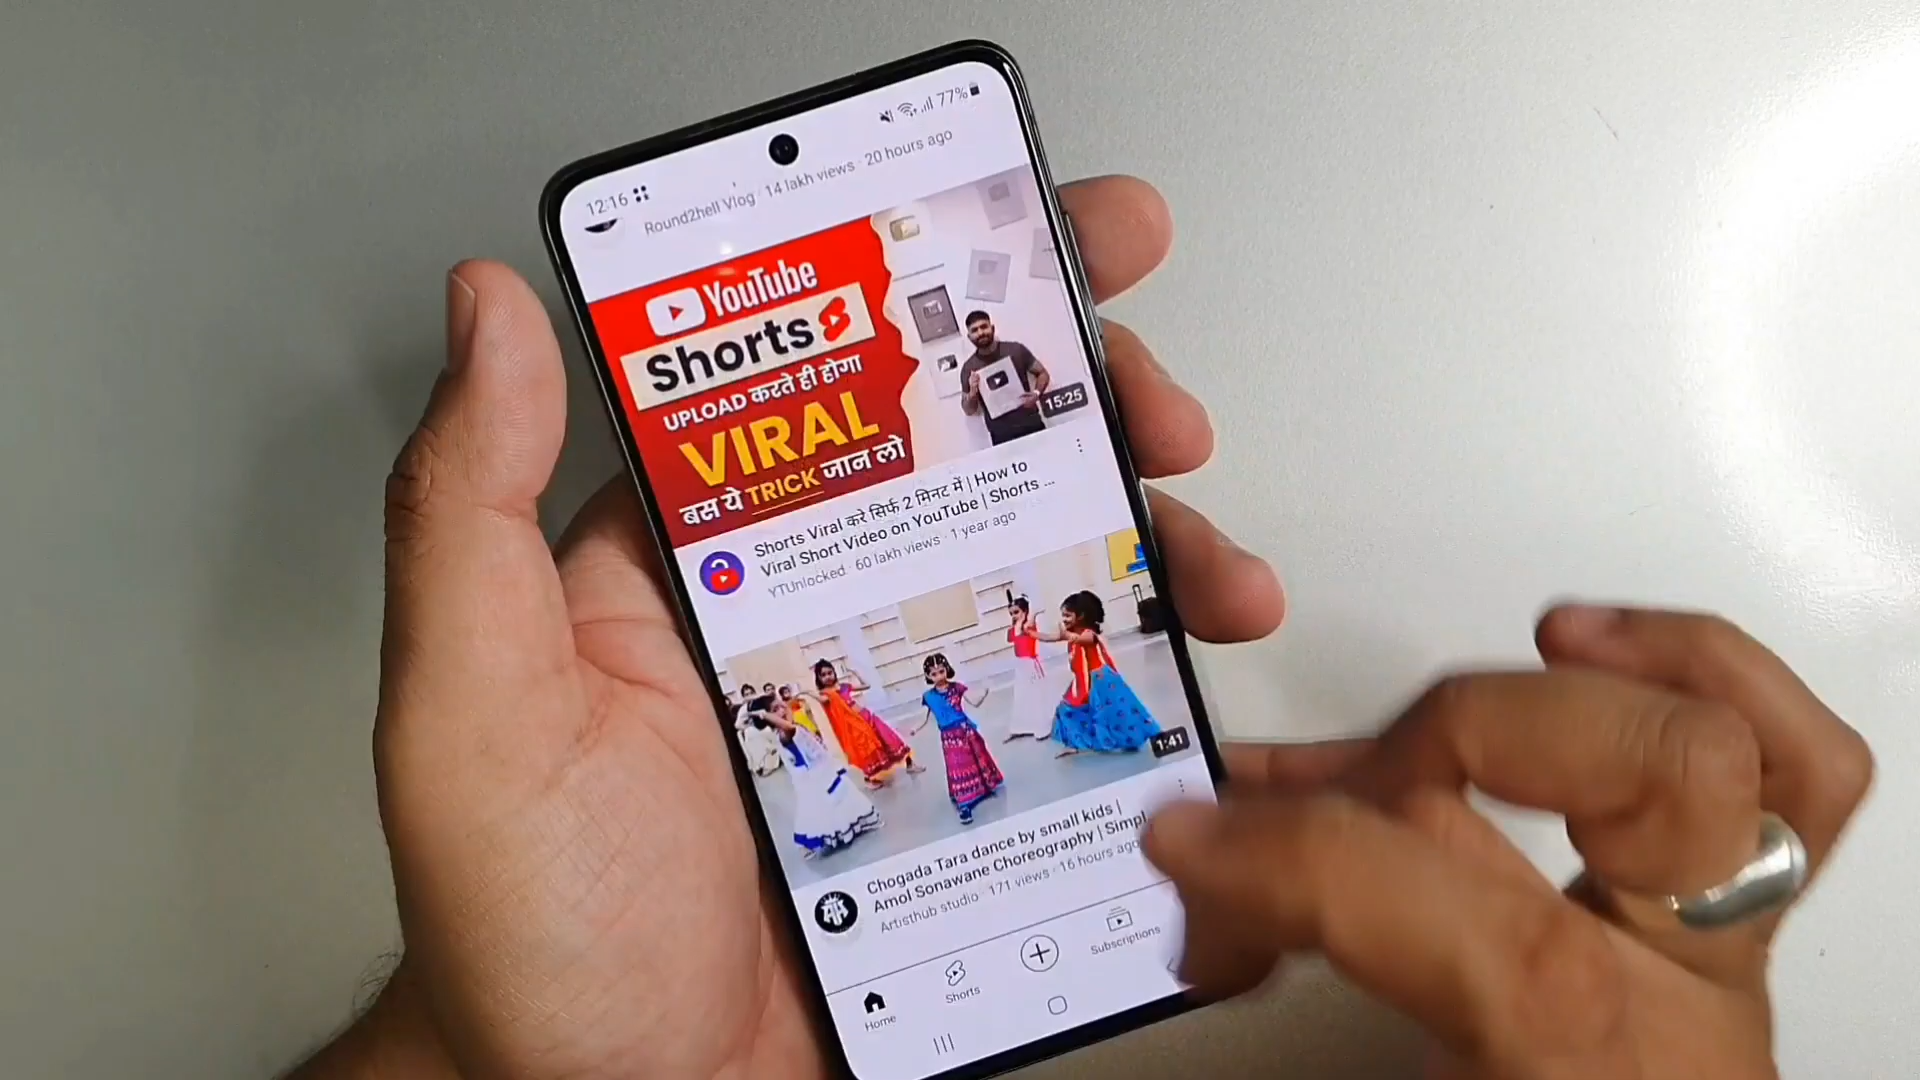 12:16
77%
Round2hell Vlog · 14 lakh views · 20 hours ago
YouTube
Shorts
UPLOAD करते ही होगा
VIRAL
बस ये TRICK जान लो
15:25
Shorts Viral करे सिर्फ 2 मिनट में | How to
Viral Short Video on YouTube | Shorts ...
YTUnlocked · 60 lakh views · 1 year ago
1:41
Chogada Tara dance by small kids |
Amol Sonawane Choreography | Simpl
Artisthub studio · 171 views · 16 hours ago
Home
Shorts
Subscriptions